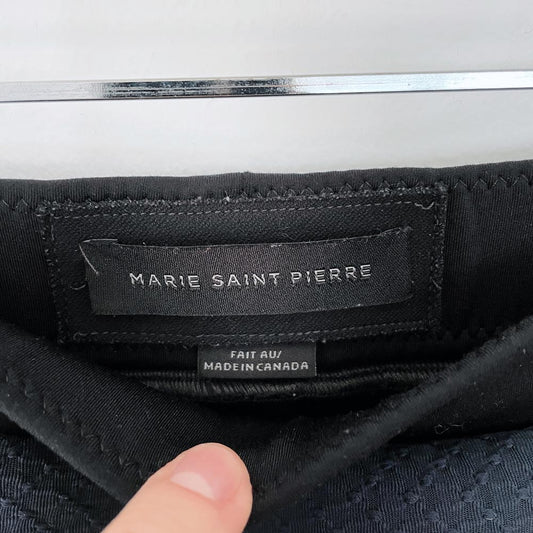 MARIE SAINT PIERRE
FAIT AU/
MADE IN CANADA